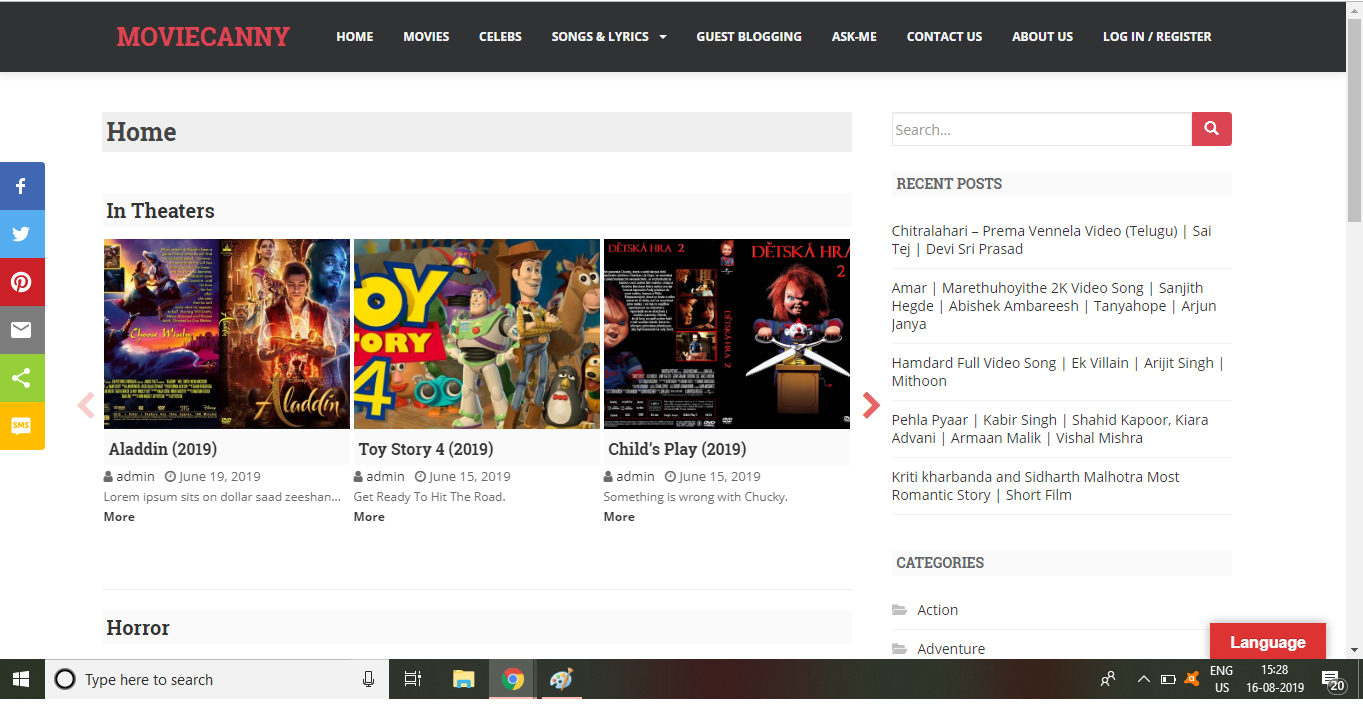 MOVIECANNY
HOME MOVIES CELEBS SONGS & LYRICS GUEST BLOGGING ASK-ME CONTACT US ABOUT US LOG IN / REGISTER
Home
In Theaters
Choose Wisely
Aladdin
TOY
STORY
4
DĚTSKÁ HRA 2
DĚTSKÁ HRA 2
DĚTSKÁ HRA
2
Aladdin (2019)
admin June 19, 2019
Lorem ipsum sits on dollar saad zeeshan...
More
Toy Story 4 (2019)
admin June 15, 2019
Get Ready To Hit The Road.
More
Child's Play (2019)
admin June 15, 2019
Something is wrong with Chucky.
More
Horror
Search...
RECENT POSTS
Chitralahari – Prema Vennela Video (Telugu) | Sai
Tej | Devi Sri Prasad
Amar | Marethuhoyithe 2K Video Song | Sanjith
Hegde | Abishek Ambareesh | Tanyahope | Arjun
Janya
Hamdard Full Video Song | Ek Villain | Arijit Singh |
Mithoon
Pehla Pyaar | Kabir Singh | Shahid Kapoor, Kiara
Advani | Armaan Malik | Vishal Mishra
Kriti kharbanda and Sidharth Malhotra Most
Romantic Story | Short Film
CATEGORIES
Action
Adventure
Language
SMS
Type here to search
ENG
US
15:28
16-08-2019
20